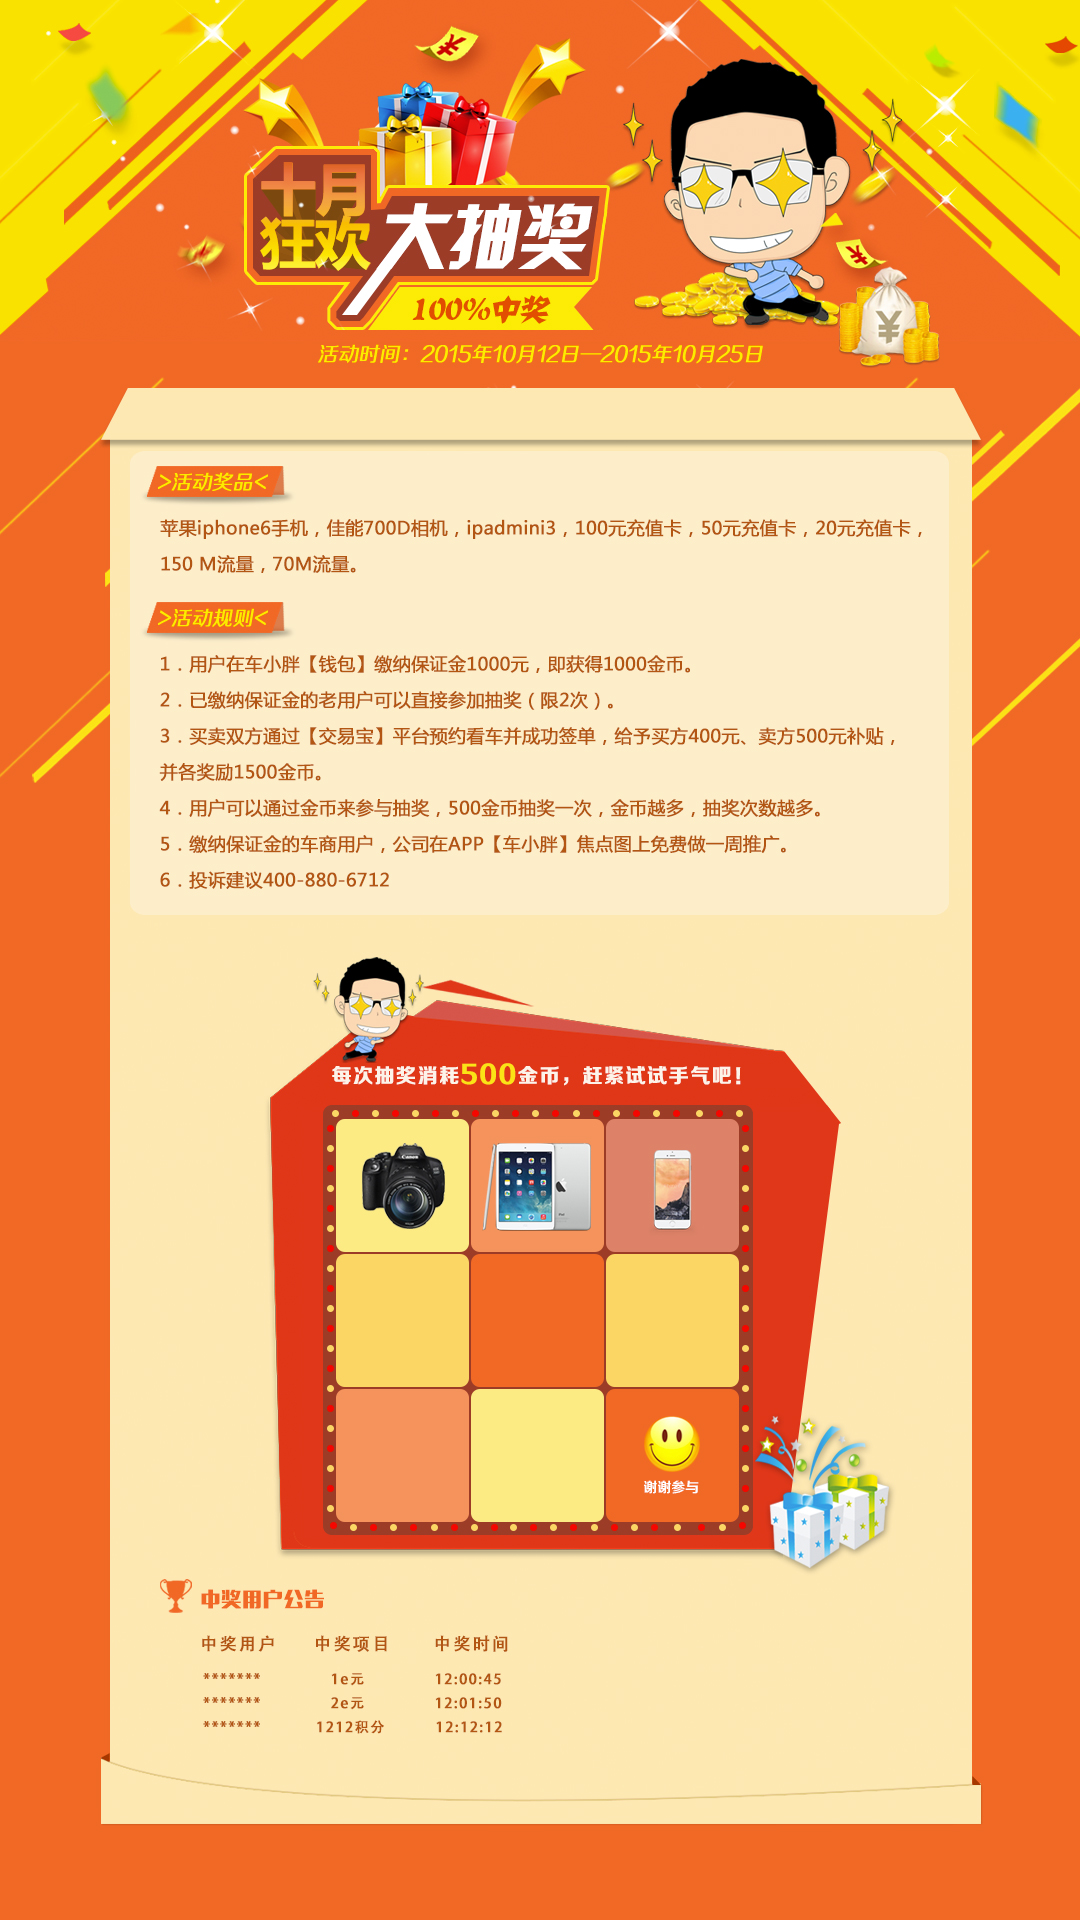 十月
狂欢
大抽奖
100%中奖
活动时间：2015年10月12日—2015年10月25日
>活动奖品<
苹果iphone6手机，佳能700D相机，ipadmini3，100元充值卡，50元充值卡，20元充值卡，
150 M流量，70M流量。
>活动规则<
1．用户在车小胖【钱包】缴纳保证金1000元，即获得1000金币。
2．已缴纳保证金的老用户可以直接参加抽奖（限2次）。
3．买卖双方通过【交易宝】平台预约看车并成功签单，给予买方400元、卖方500元补贴，
并各奖励1500金币。
4．用户可以通过金币来参与抽奖，500金币抽奖一次，金币越多，抽奖次数越多。
5．缴纳保证金的车商用户，公司在APP【车小胖】焦点图上免费做一周推广。
6．投诉建议400-880-6712
每次抽奖消耗500金币，赶紧试试手气吧！
Canon
谢谢参与
中奖用户公告
中奖用户 中奖项目 中奖时间
******* 1e元 12:00:45
******* 2e元 12:01:50
******* 1212积分 12:12:12